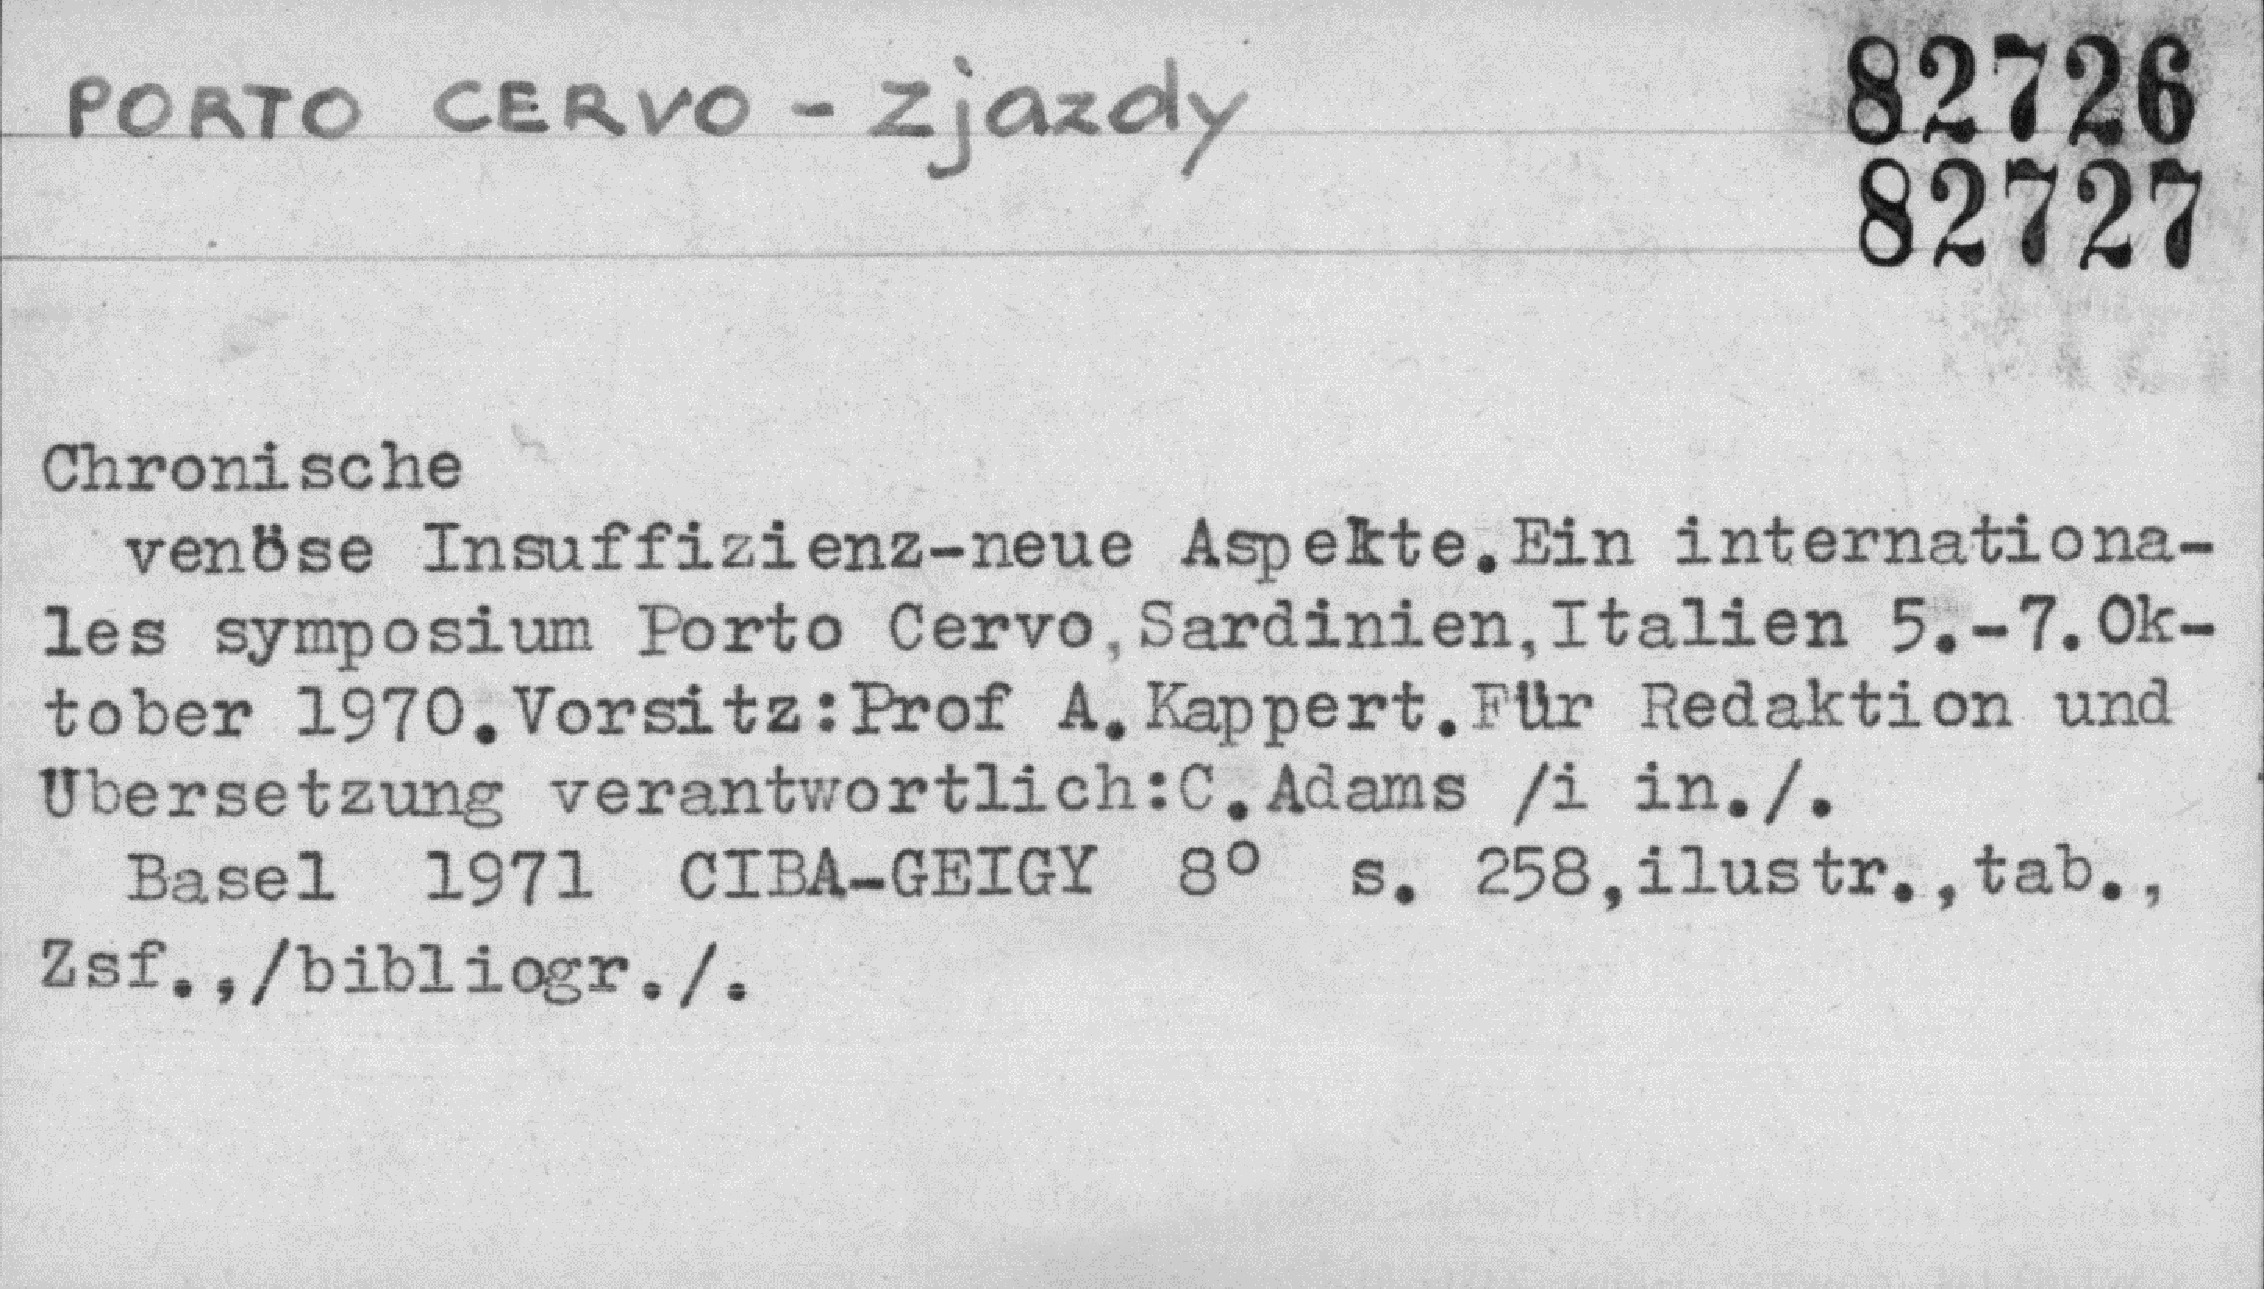 PORTO CERVO - Zjazdy
82726
82727
Chronische
venöse Insuffizienz-neue Aspekte.Ein internationa-
les symposium Porto Cervo,Sardinien,Italien 5.-7.Ok-
tober 1970.Vorsitz:Prof A.Kappert.Für Redaktion und
Übersetzung verantwortlich:C.Adams /i in./.
Basel 1971 CIBA-GEIGY 8° s. 258,ilustr.,tab.,
Zsf.,/bibliogr./.